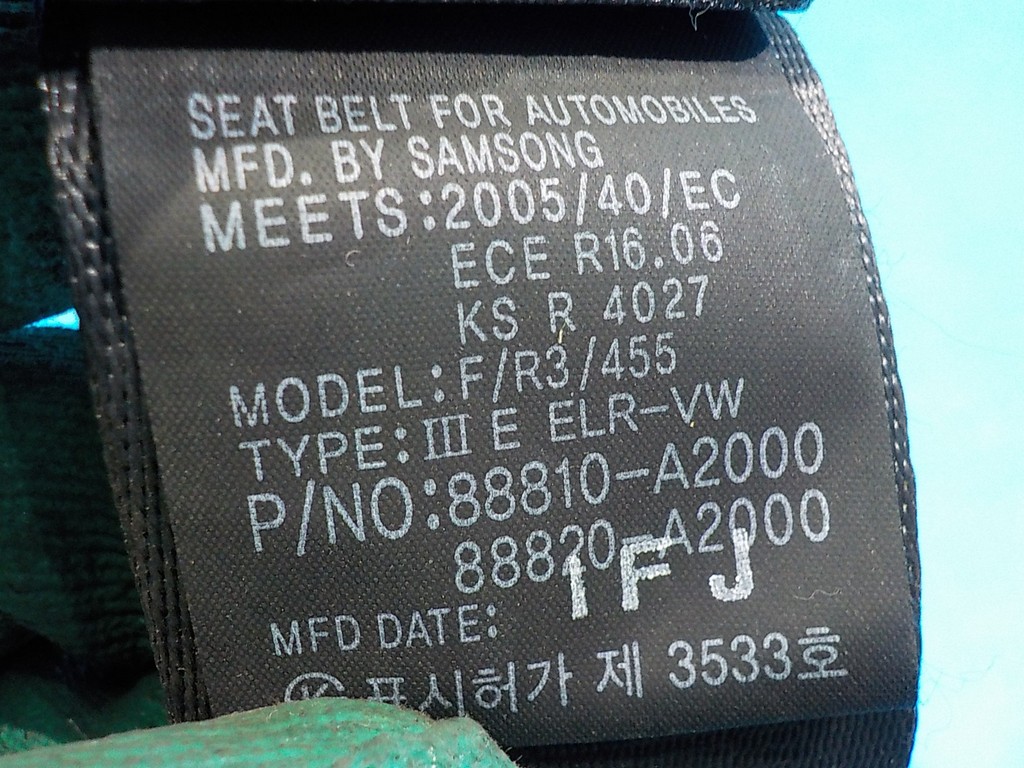 SEAT BELT FOR AUTOMOBILES
MFD. BY SAMSONG
MEETS:2005/40/EC
ECE R16.06
KS R 4027
MODEL:F/R3/455
TYPE:III E ELR-VW
P/NO:88810-A2000
88820-A2000
1 F J
MFD DATE:
Ⓚ 표시허가 제 3533호